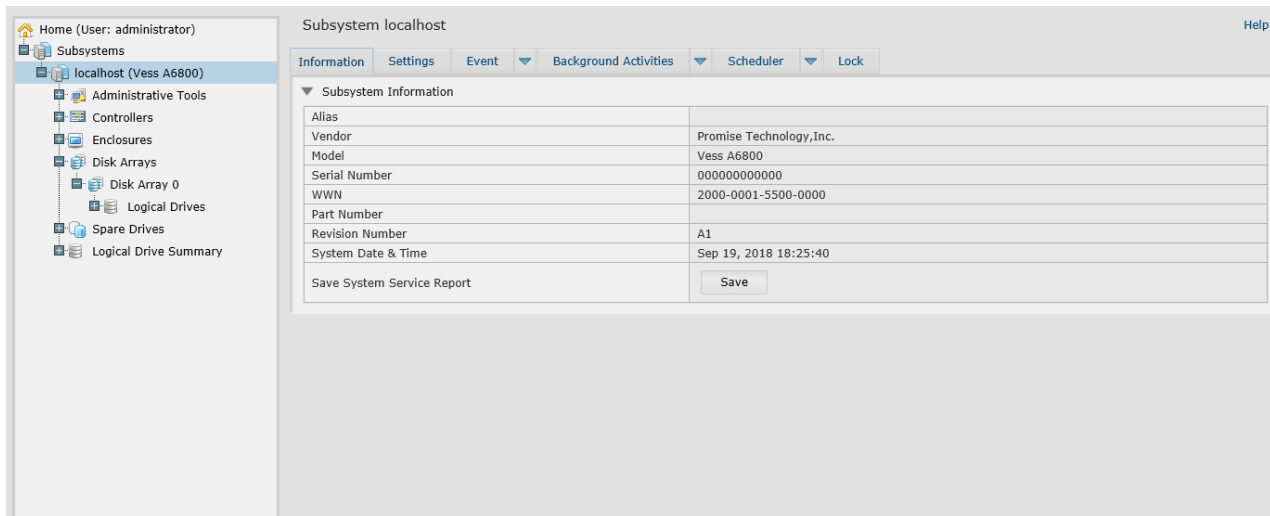 Home (User: administrator)
Subsystems
localhost (Vess A6800)
Administrative Tools
Controllers
Enclosures
Disk Arrays
Disk Array 0
Logical Drives
Spare Drives
Logical Drive Summary
Subsystem localhost
Help
Information Settings Event Background Activities Scheduler Lock
Subsystem Information
Alias
Vendor Promise Technology,Inc.
Model Vess A6800
Serial Number 000000000000
WWN 2000-0001-5500-0000
Part Number
Revision Number A1
System Date & Time Sep 19, 2018 18:25:40
Save System Service Report Save